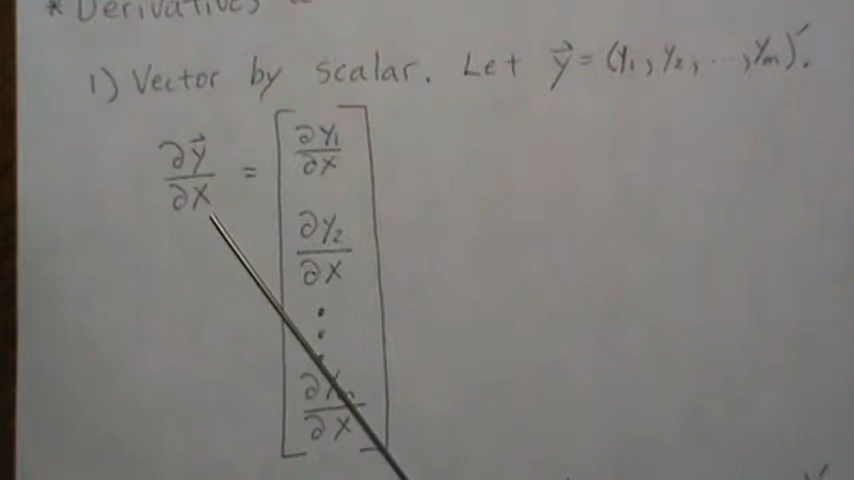 * Derivatives
1) Vector by scalar. Let y⃗ = (y₁, y₂, ..., yₘ)′.
∂y⃗/∂x = [∂y₁/∂x
∂y₂/∂x
⋮
∂yₘ/∂x]